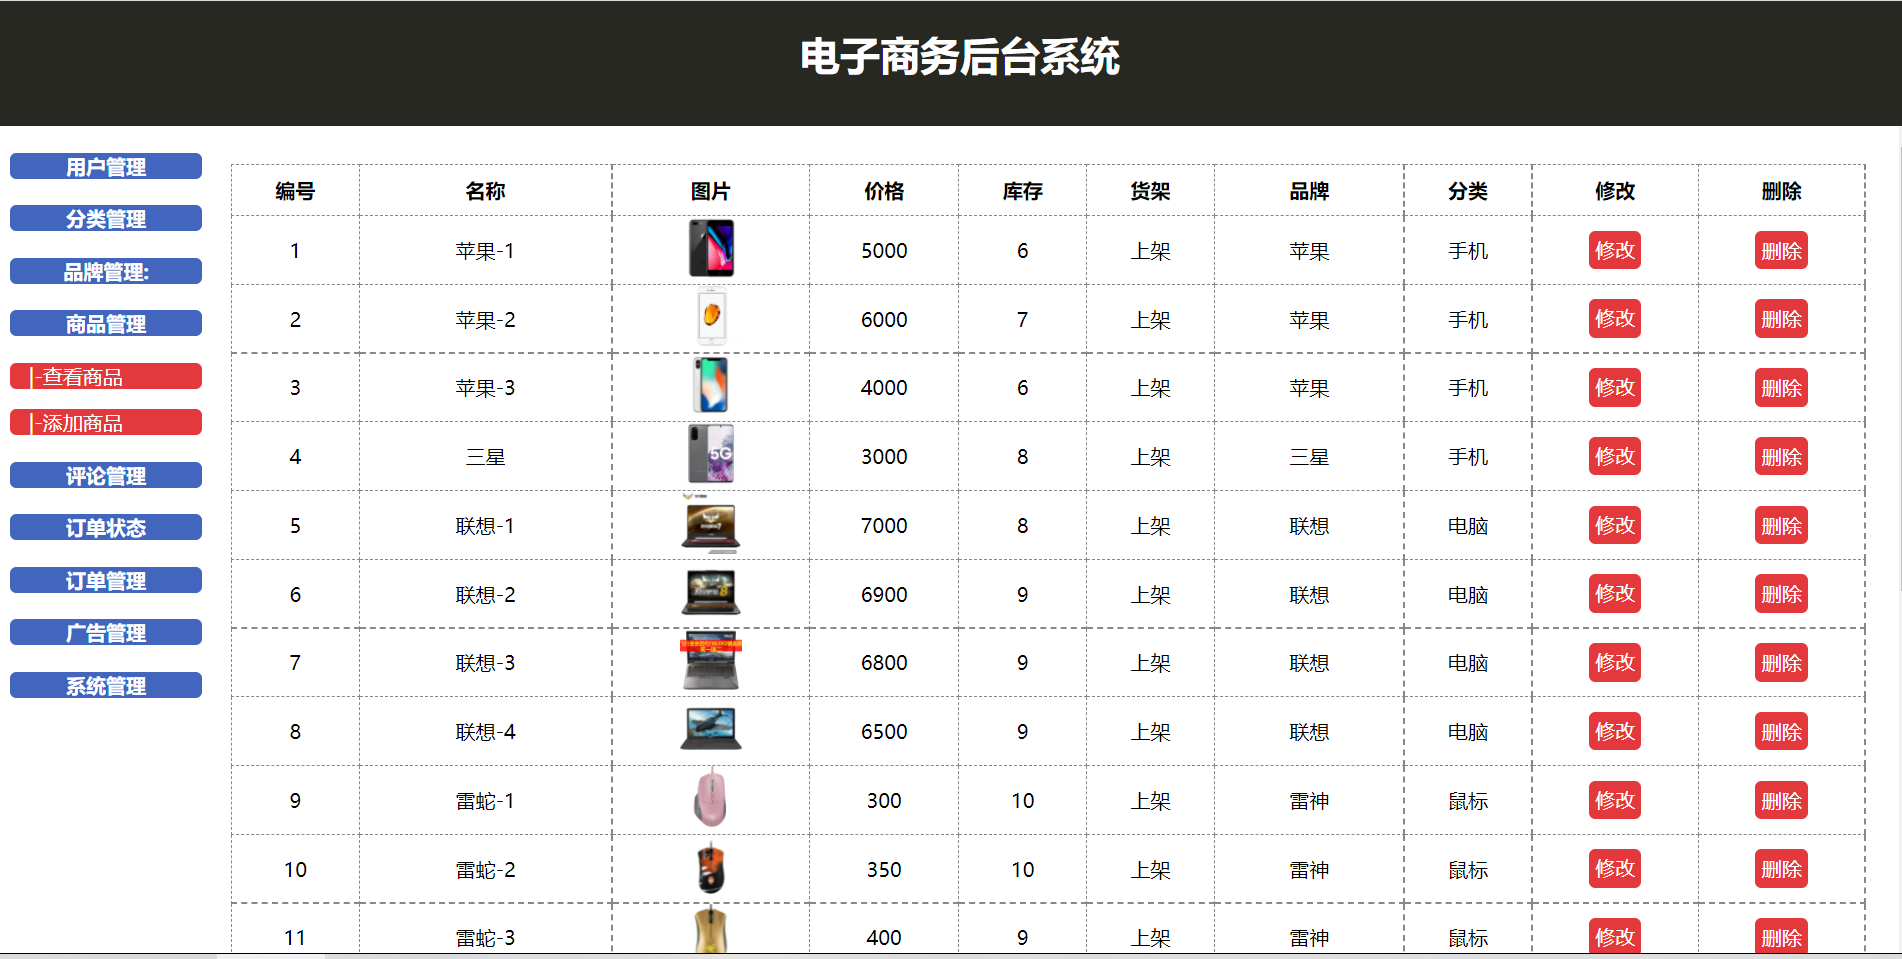 电子商务后台系统
用户管理
分类管理
品牌管理:
商品管理
|-查看商品
|-添加商品
评论管理
订单状态
订单管理
广告管理
系统管理
编号 名称 图片 价格 库存 货架 品牌 分类 修改 删除
1 苹果-1 5000 6 上架 苹果 手机 修改 删除
2 苹果-2 6000 7 上架 苹果 手机 修改 删除
3 苹果-3 4000 6 上架 苹果 手机 修改 删除
4 三星 5G 3000 8 上架 三星 手机 修改 删除
5 联想-1 7000 8 上架 联想 电脑 修改 删除
6 联想-2 6900 9 上架 联想 电脑 修改 删除
7 联想-3 6800 9 上架 联想 电脑 修改 删除
8 联想-4 6500 9 上架 联想 电脑 修改 删除
9 雷蛇-1 300 10 上架 雷神 鼠标 修改 删除
10 雷蛇-2 350 10 上架 雷神 鼠标 修改 删除
11 雷蛇-3 400 9 上架 雷神 鼠标 修改 删除